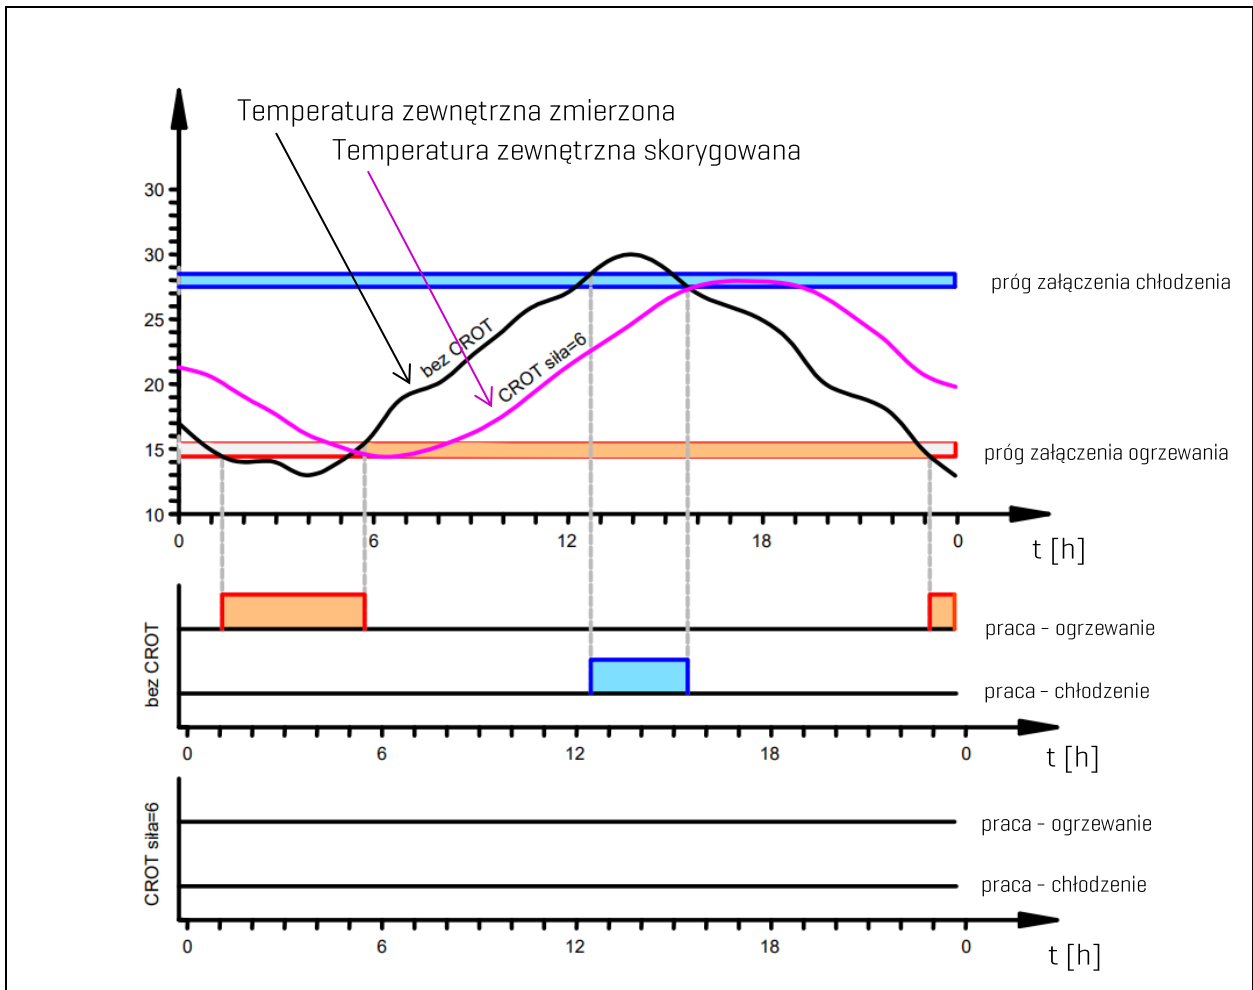 Temperatura zewnętrzna zmierzona
Temperatura zewnętrzna skorygowana
30
30
25
20
15
10
bez CROT
CROT siła=6
próg załączenia chłodzenia
próg załączenia ogrzewania
0 6 12 18 0
t [h]
bez CROT
praca - ogrzewanie
praca - chłodzenie
0 6 12 18 0
t [h]
CROT siła=6
praca - ogrzewanie
praca - chłodzenie
0 6 12 18 0
t [h]